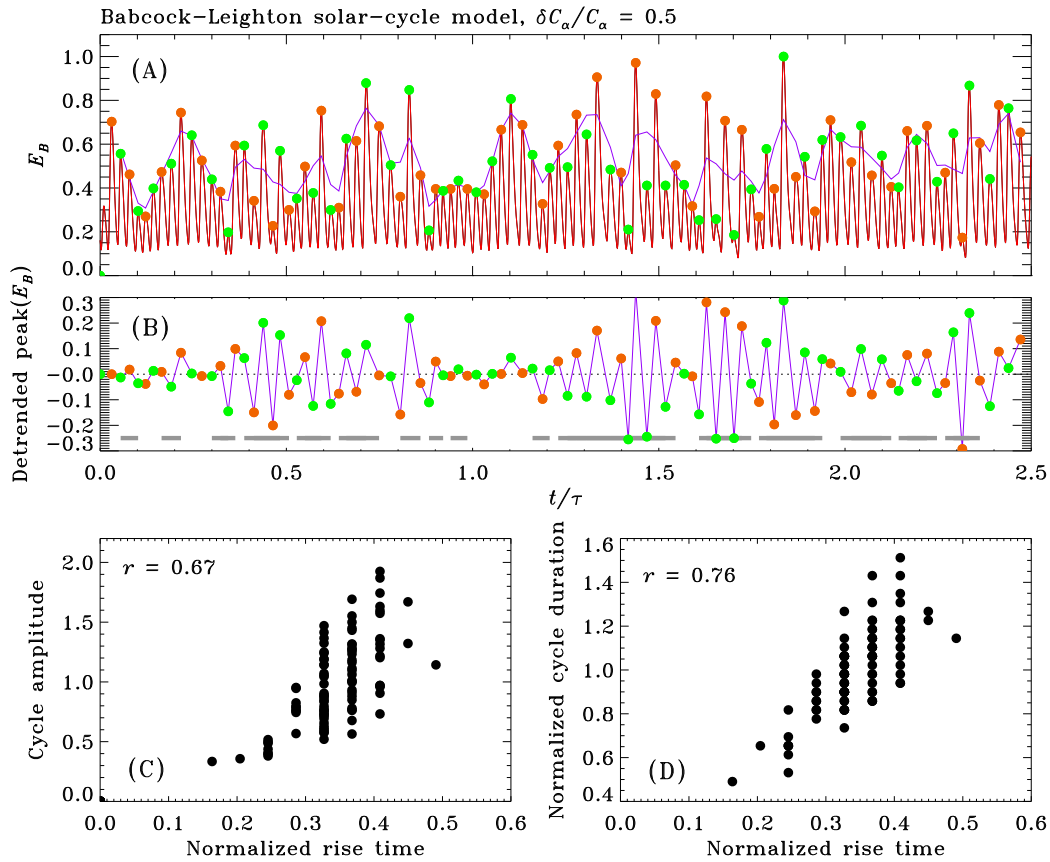 Babcock−Leighton solar−cycle model, δCα/Cα = 0.5
(A)
E_B
1.0
0.8
0.6
0.4
0.2
0.0
(B)
Detrended peak(E_B)
0.3
0.2
0.1
−0.0
−0.1
−0.2
−0.3
0.0 0.5 1.0 1.5 2.0 2.5
t/τ
r = 0.67
(C)
Cycle amplitude
2.0
1.5
1.0
0.5
0.0
0.0 0.1 0.2 0.3 0.4 0.5 0.6
Normalized rise time
r = 0.76
(D)
Normalized cycle duration
1.6
1.4
1.2
1.0
0.8
0.6
0.4
0.0 0.1 0.2 0.3 0.4 0.5 0.6
Normalized rise time